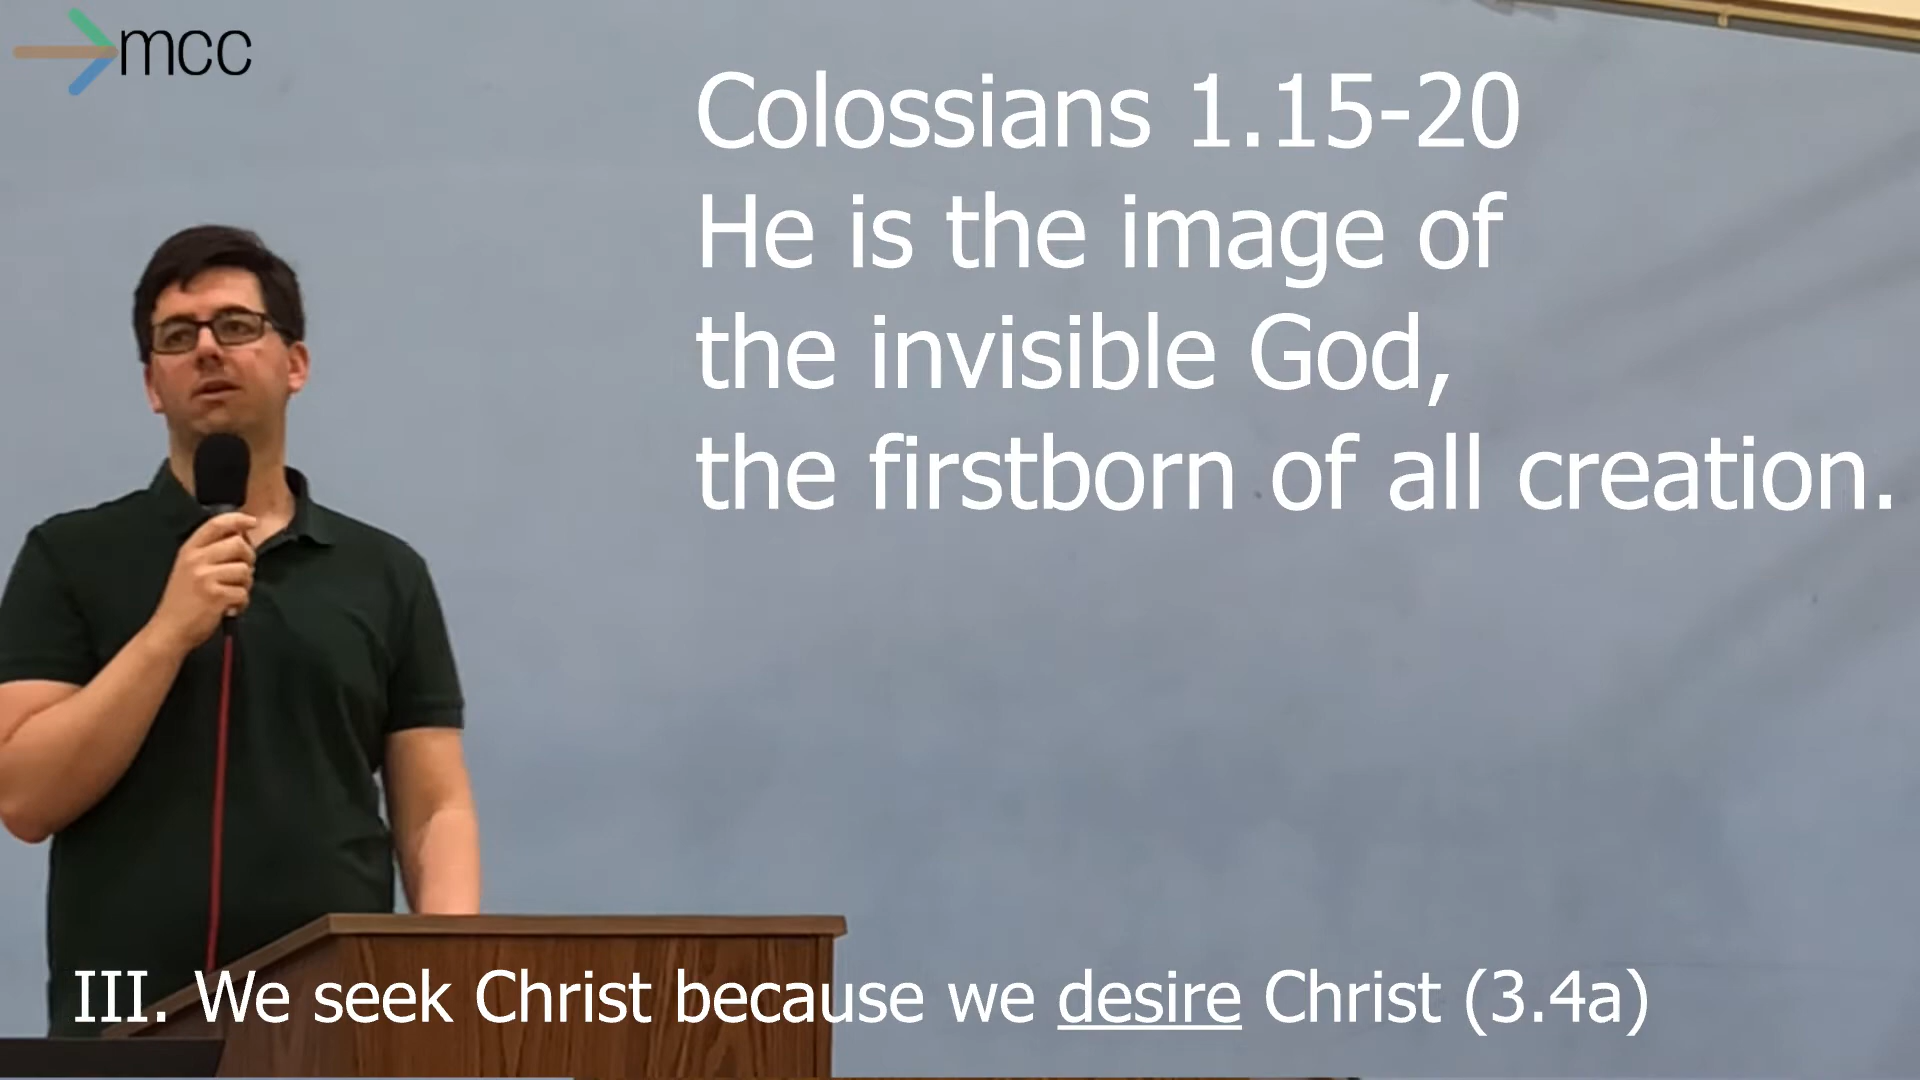 mcc
Colossians 1.15-20
He is the image of
the invisible God,
the firstborn of all creation.
III. We seek Christ because we desire Christ (3.4a)